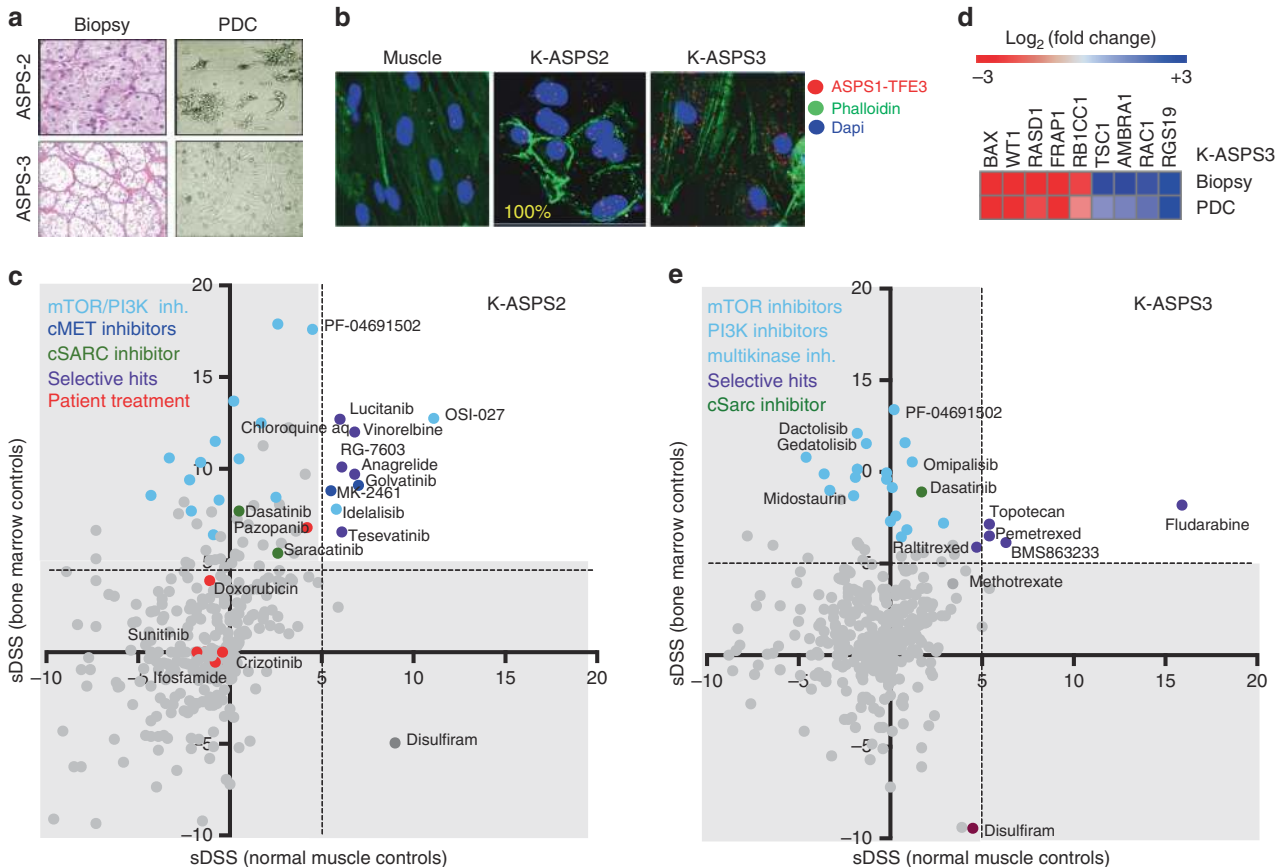 a
Biopsy
PDC
ASPS-2
ASPS-3
b
Muscle
K-ASPS2
K-ASPS3
100%
ASPS1-TFE3
Phalloidin
Dapi
d
Log2 (fold change)
−3
+3
BAX
WT1
RASD1
FRAP1
RB1CC1
TSC1
AMBRA1
RAC1
RGS19
K-ASPS3
Biopsy
PDC
c
K-ASPS2
mTOR/PI3K inh.
cMET inhibitors
cSARC inhibitor
Selective hits
Patient treatment
20
15
10
5
−5
−10
−10
−5
5
10
15
20
PF-04691502
Lucitanib
OSI-027
Chloroquine aq
Vinorelbine
RG-7603
Anagrelide
Golvatinib
MK-2461
Idelalisib
Dasatinib
Pazopanib
Tesevatinib
Saracatinib
Doxorubicin
Sunitinib
Crizotinib
Ifosfamide
Disulfiram
sDSS (bone marrow controls)
sDSS (normal muscle controls)
e
K-ASPS3
mTOR inhibitors
PI3K inhibitors
multikinase inh.
Selective hits
cSarc inhibitor
20
15
10
5
−5
−10
−10
−5
5
10
15
20
PF-04691502
Dactolisib
Gedatolisib
Omipalisib
Midostaurin
Dasatinib
Topotecan
Fludarabine
Pemetrexed
Raltitrexed
BMS863233
Methotrexate
Disulfiram
sDSS (bone marrow controls)
sDSS (normal muscle controls)